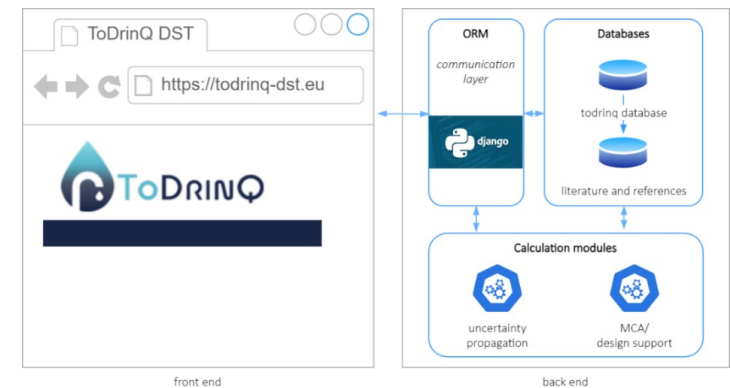 ToDrinQ DST
https://todrinq-dst.eu
ToDrinQ
front end
ORM
communication
layer
django
Databases
todrinq database
literature and references
Calculation modules
uncertainty
propagation
MCA/
design support
back end